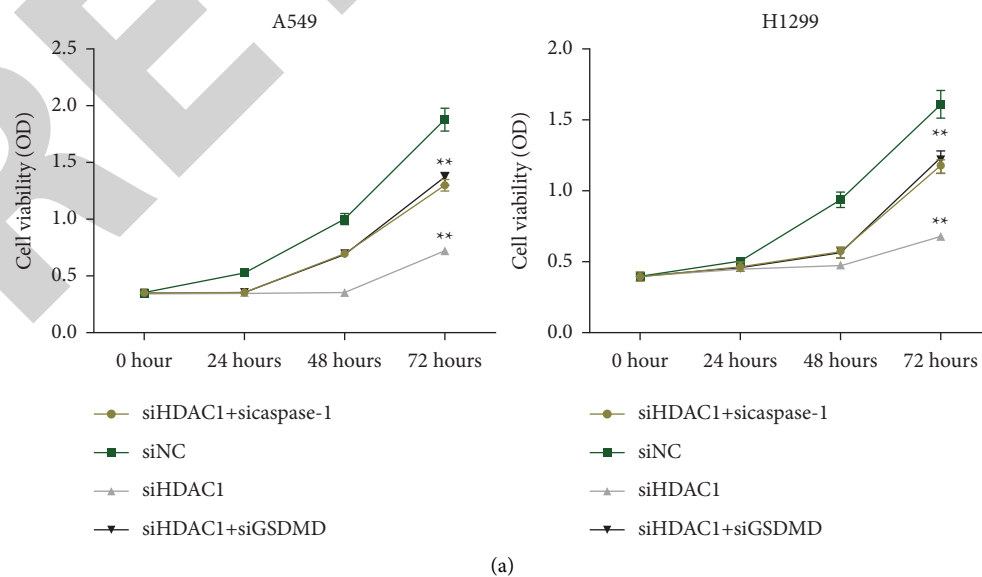 A549
2.5
2.0
1.5
1.0
0.5
0.0
Cell viability (OD)
**
**
0 hour 24 hours 48 hours 72 hours
siHDAC1+sicaspase-1
siNC
siHDAC1
siHDAC1+siGSDMD
H1299
2.0
1.5
1.0
0.5
0.0
Cell viability (OD)
**
**
0 hour 24 hours 48 hours 72 hours
siHDAC1+sicaspase-1
siNC
siHDAC1
siHDAC1+siGSDMD
(a)